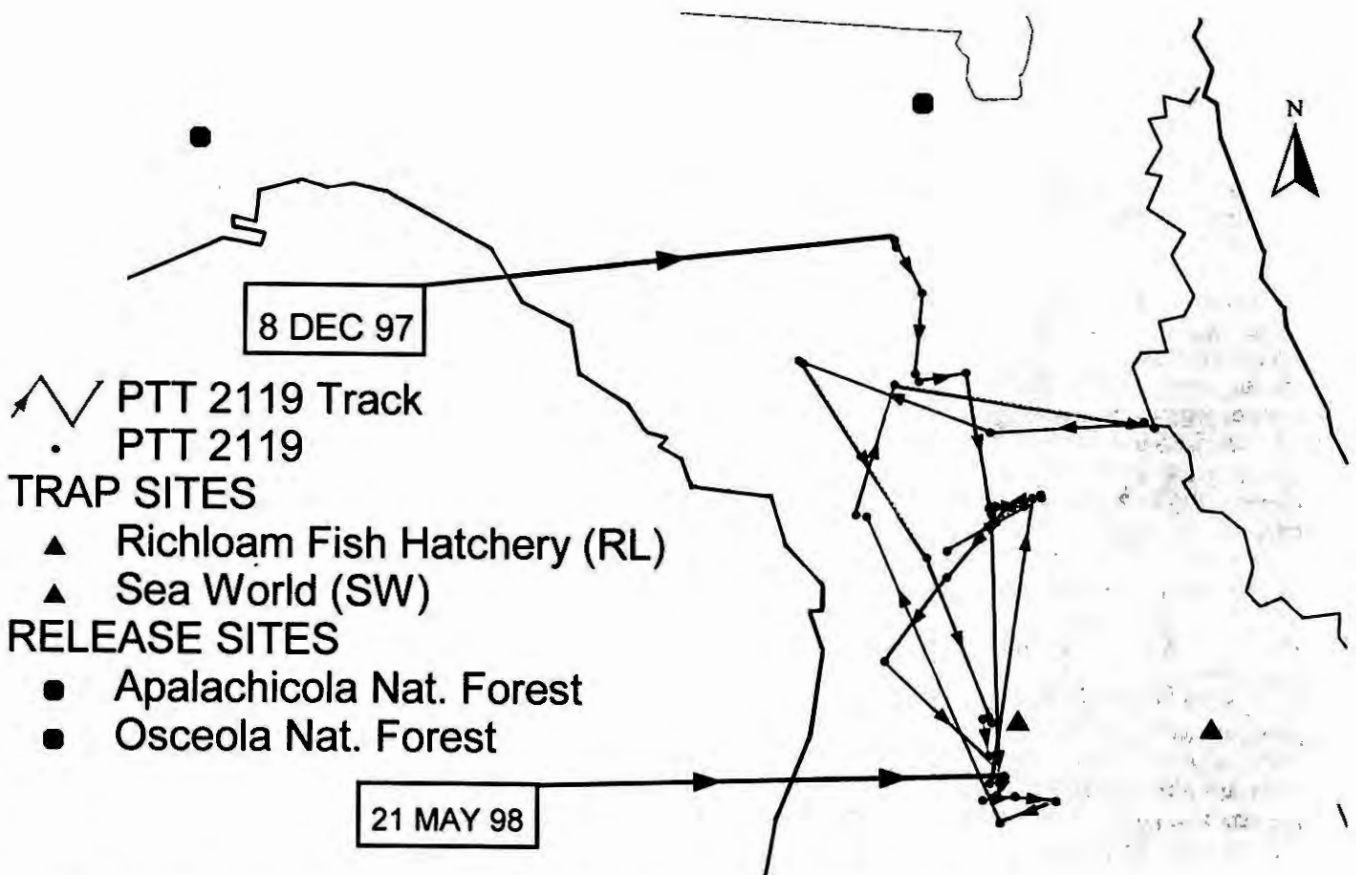 N
8 DEC 97
PTT 2119 Track
PTT 2119
TRAP SITES
Richloam Fish Hatchery (RL)
Sea World (SW)
RELEASE SITES
Apalachicola Nat. Forest
Osceola Nat. Forest
21 MAY 98